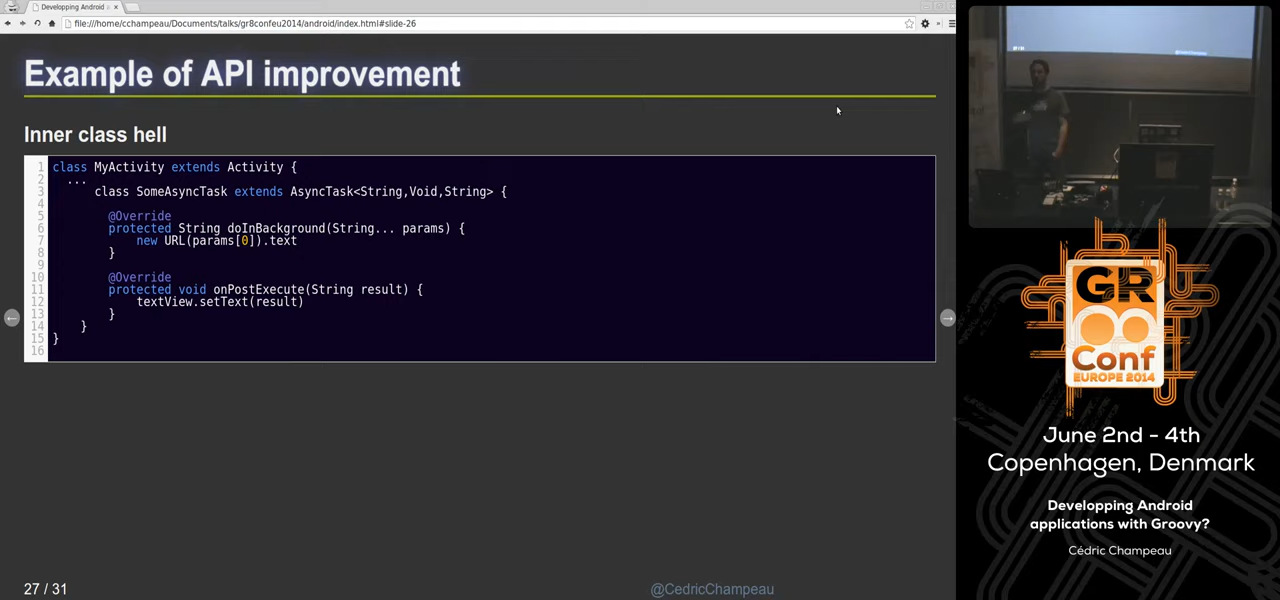 Developping Android
file:///home/cchampeau/Documents/talks/gr8confeu2014/android/index.html#slide-26
Example of API improvement
Inner class hell
1 class MyActivity extends Activity {
2 ...
3 class SomeAsyncTask extends AsyncTask<String,Void,String> {
4
5 @Override
6 protected String doInBackground(String... params) {
7 new URL(params[0]).text
8 }
9
10 @Override
11 protected void onPostExecute(String result) {
12 textView.setText(result)
13 }
14 }
15 }
16
27 / 31
@CedricChampeau
GR
Conf
EUROPE 2014
June 2nd - 4th
Copenhagen, Denmark
Developping Android
applications with Groovy?
Cédric Champeau